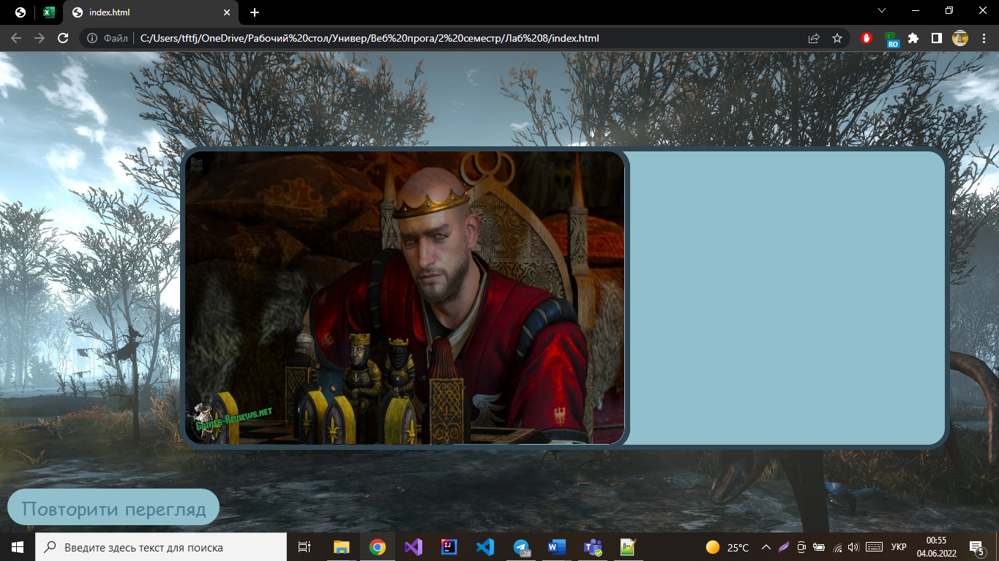 index.html
Файл
C:/Users/tftfj/OneDrive/Рабочий%20стол/Универ/Веб%20прога/2%20семестр/Лаб%208/index.html
RO
Riot
GAMES-REVIEWS.NET
Повторити перегляд
Введите здесь текст для поиска
.28
25°C
УКР
00:55
04.06.2022
5